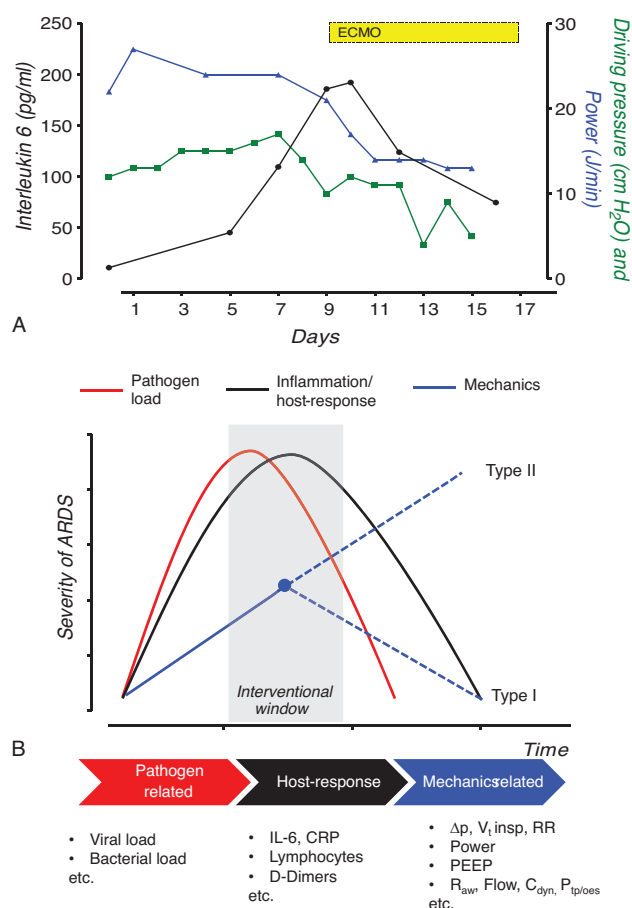 250
200
150
100
50
0
Interleukin 6 (pg/ml)
ECMO
30
20
10
0
Driving pressure (cm H2O) and
Power (J/min)
1 3 5 7 9 11 13 15 17
Days
A
Pathogen
load
Inflammation/
host-response
Mechanics
Severity of ARDS
Type II
Type I
Interventional
window
Time
B
Pathogen
related
Host-response
Mechanics related
• Viral load
• Bacterial load
etc.
• IL-6, CRP
• Lymphocytes
• D-Dimers
etc.
• Δp, Vt insp, RR
• Power
• PEEP
• Raw, Flow, Cdyn, Ptp/oes
etc.